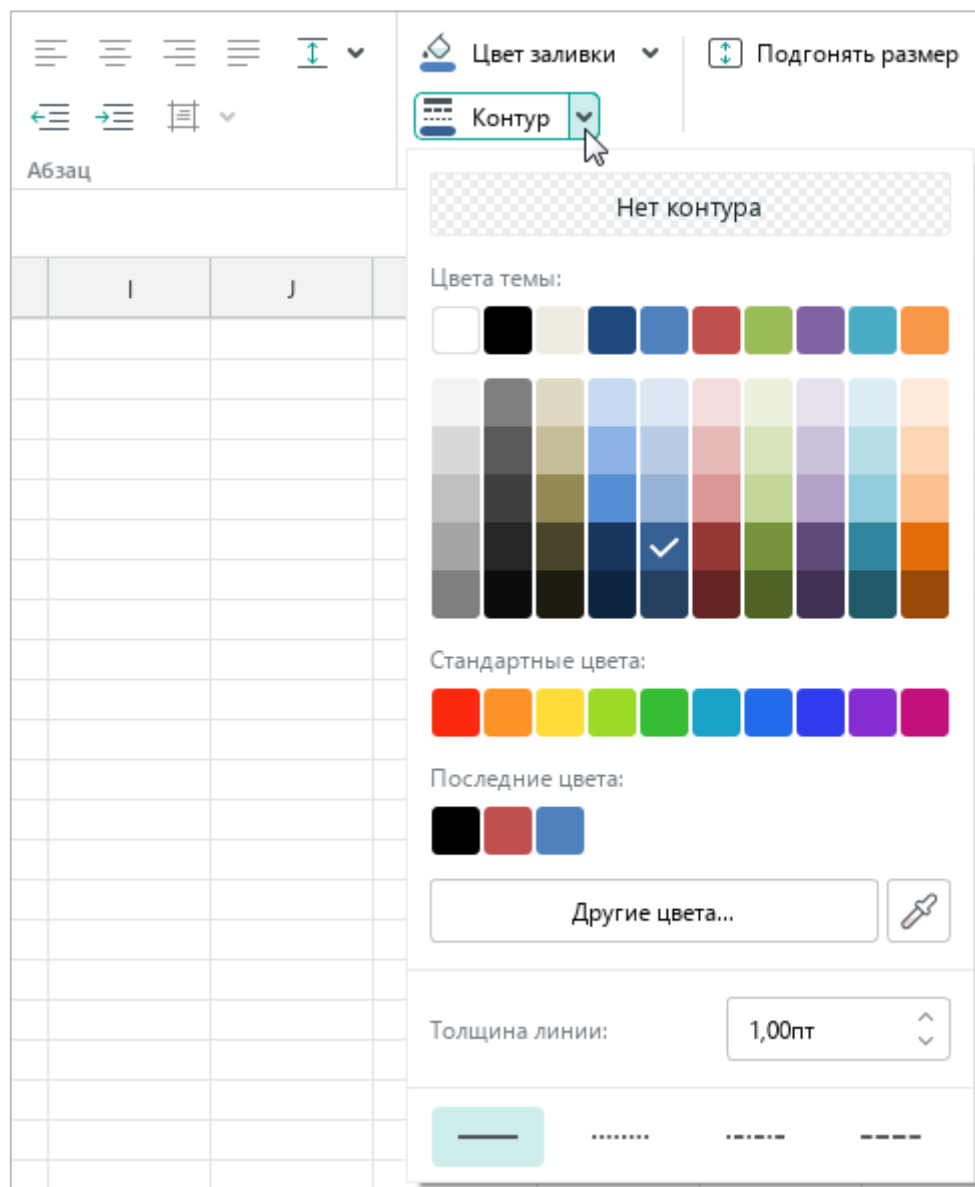 Цвет заливки
Подгонять размер
Контур
Абзац
Нет контура
I J
Цвета темы:
Стандартные цвета:
Последние цвета:
Другие цвета...
Толщина линии: 1,00пт